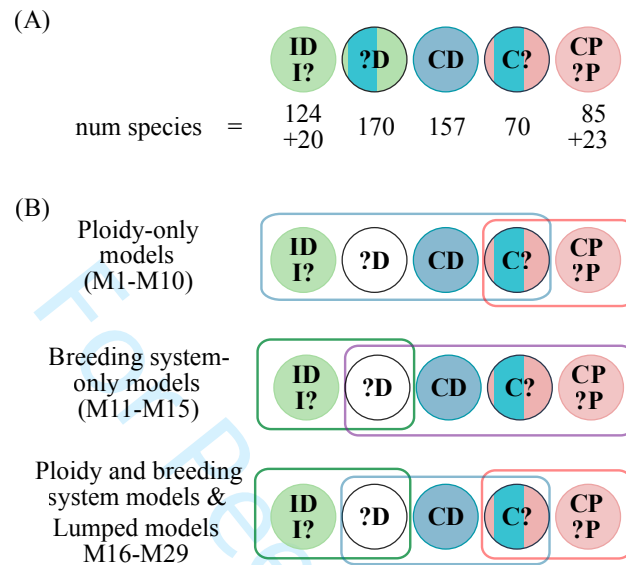 (A)
ID ?D CD C? CP
I? ?P
124 170 157 70 85
num species =
+20 +23
(B)
Ploidy-only
models
(M1-M10)
ID ?D CD C? CP
I? ?P
Breeding system-
only models
(M11-M15)
ID ?D CD C? CP
I? ?P
Ploidy and breeding
system models &
Lumped models
M16-M29
ID ?D CD C? CP
I? ?P
For Pee